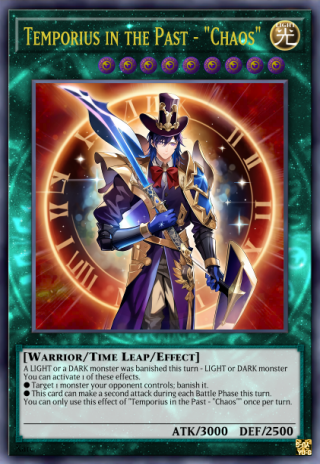 Temporius in the Past - "Chaos"
LIGHT
光
[Warrior/Time Leap/Effect]
A LIGHT or a DARK monster was banished this turn - LIGHT or DARK monster
You can activate 1 of these effects.
● Target 1 monster your opponent controls; banish it.
● This card can make a second attack during each Battle Phase this turn.
You can only use this effect of "Temporius in the Past - "Chaos"" once per turn.
ATK/3000 DEF/2500